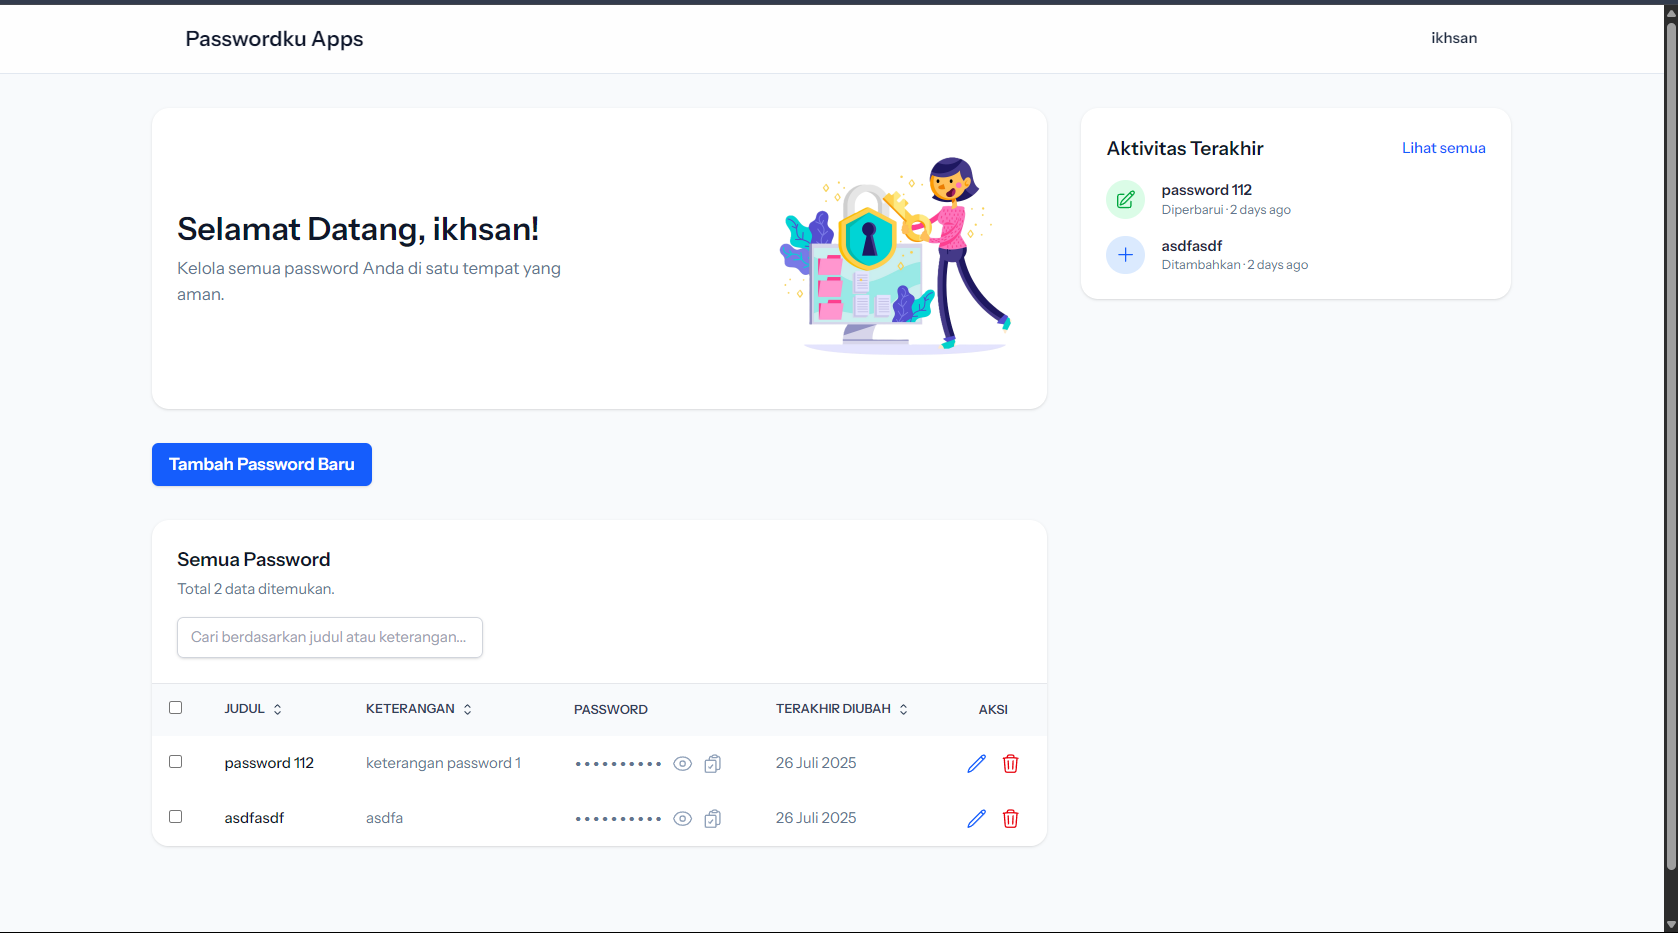 Passwordku Apps
ikhsan
Selamat Datang, ikhsan!
Kelola semua password Anda di satu tempat yang
aman.
Aktivitas Terakhir
Lihat semua
password 112
Diperbarui · 2 days ago
asdfasdf
Ditambahkan · 2 days ago
Tambah Password Baru
Semua Password
Total 2 data ditemukan.
Cari berdasarkan judul atau keterangan...
JUDUL KETERANGAN PASSWORD TERAKHIR DIUBAH AKSI
password 112 keterangan password 1 •••••••••• 26 Juli 2025
asdfasdf asdfa •••••••••• 26 Juli 2025